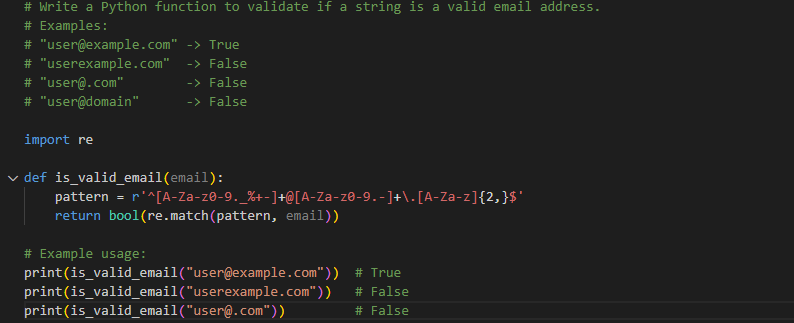 # Write a Python function to validate if a string is a valid email address.
# Examples:
# "user@example.com" -> True
# "userexample.com"  -> False
# "user@.com"        -> False
# "user@domain"      -> False
import re
def is_valid_email(email):
    pattern = r'^[A-Za-z0-9._%+-]+@[A-Za-z0-9.-]+\.[A-Za-z]{2,}$'
    return bool(re.match(pattern, email))
# Example usage:
print(is_valid_email("user@example.com"))  # True
print(is_valid_email("userexample.com"))   # False
print(is_valid_email("user@.com"))         # False